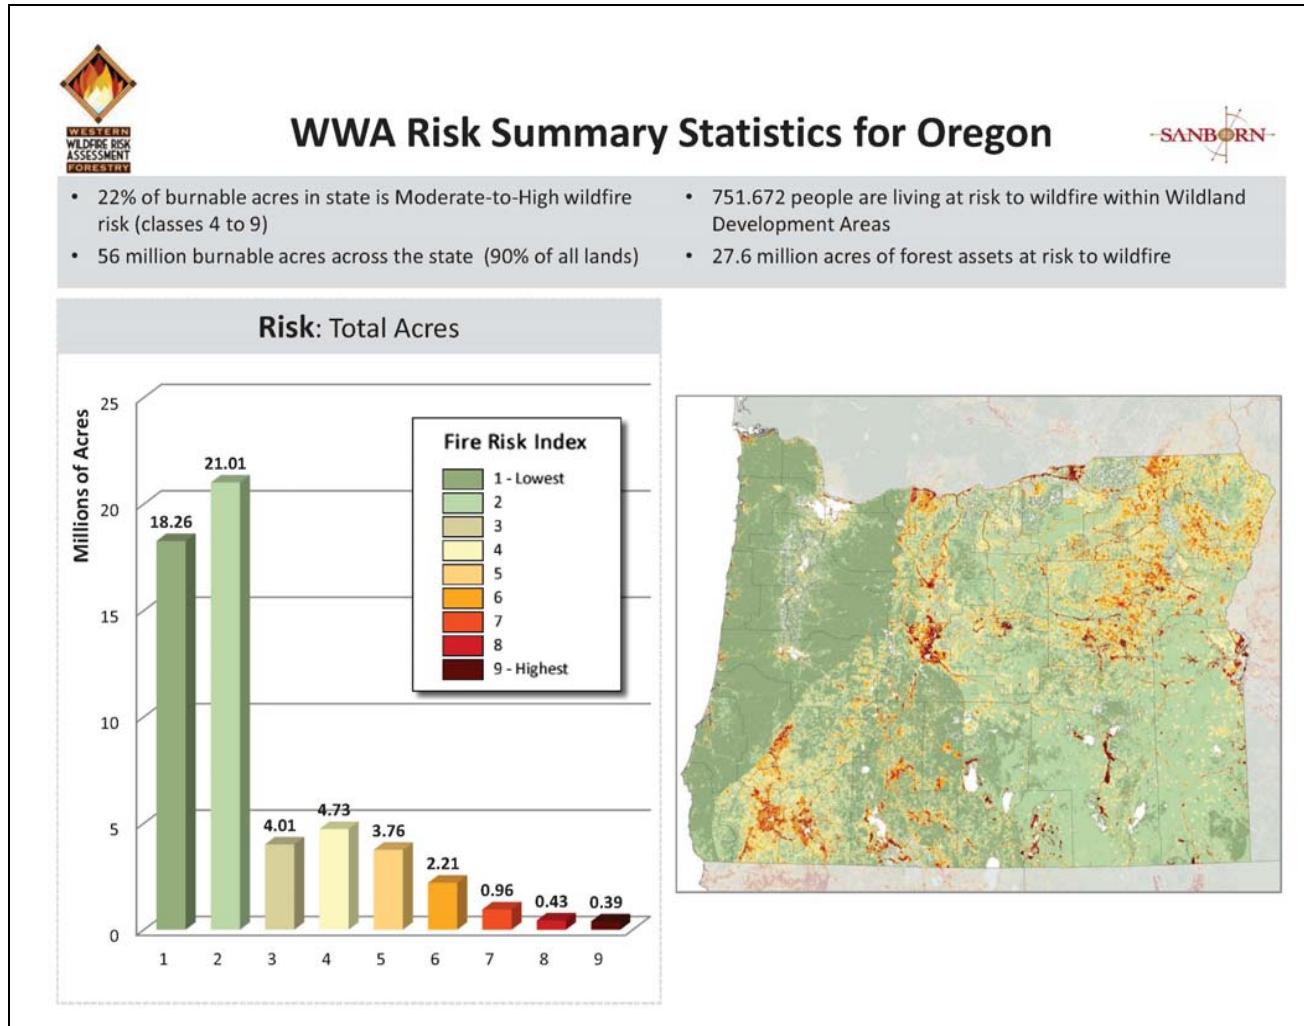 WESTERN
WILDFIRE RISK
ASSESSMENT
FORESTRY
WWA Risk Summary Statistics for Oregon
SANBORN
• 22% of burnable acres in state is Moderate-to-High wildfire
risk (classes 4 to 9)
• 56 million burnable acres across the state (90% of all lands)
• 751.672 people are living at risk to wildfire within Wildland
Development Areas
• 27.6 million acres of forest assets at risk to wildfire
Risk: Total Acres
Millions of Acres
25
20
15
10
5
0
18.26
21.01
4.01
4.73
3.76
2.21
0.96
0.43
0.39
1
2
3
4
5
6
7
8
9
Fire Risk Index
1 - Lowest
2
3
4
5
6
7
8
9 - Highest